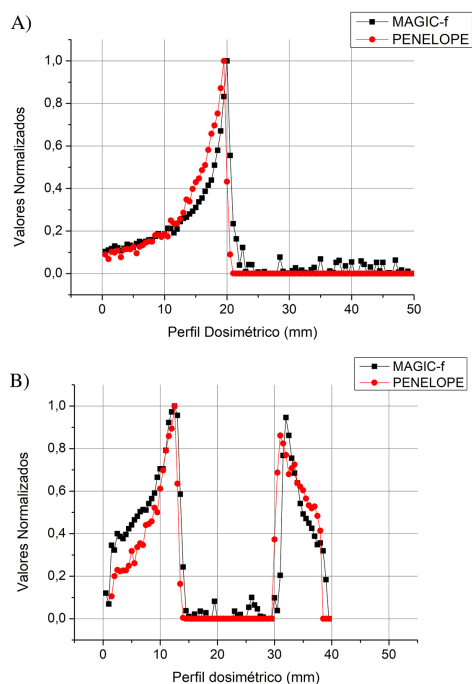 A)
MAGIC-f
PENELOPE
Valores Normalizados
1,0
0,8
0,6
0,4
0,2
0,0
0 10 20 30 40 50
Perfil Dosimétrico (mm)
B)
MAGIC-f
PENELOPE
Valores Normalizados
1,0
0,8
0,6
0,4
0,2
0,0
0 10 20 30 40 50
Perfil dosimétrico (mm)